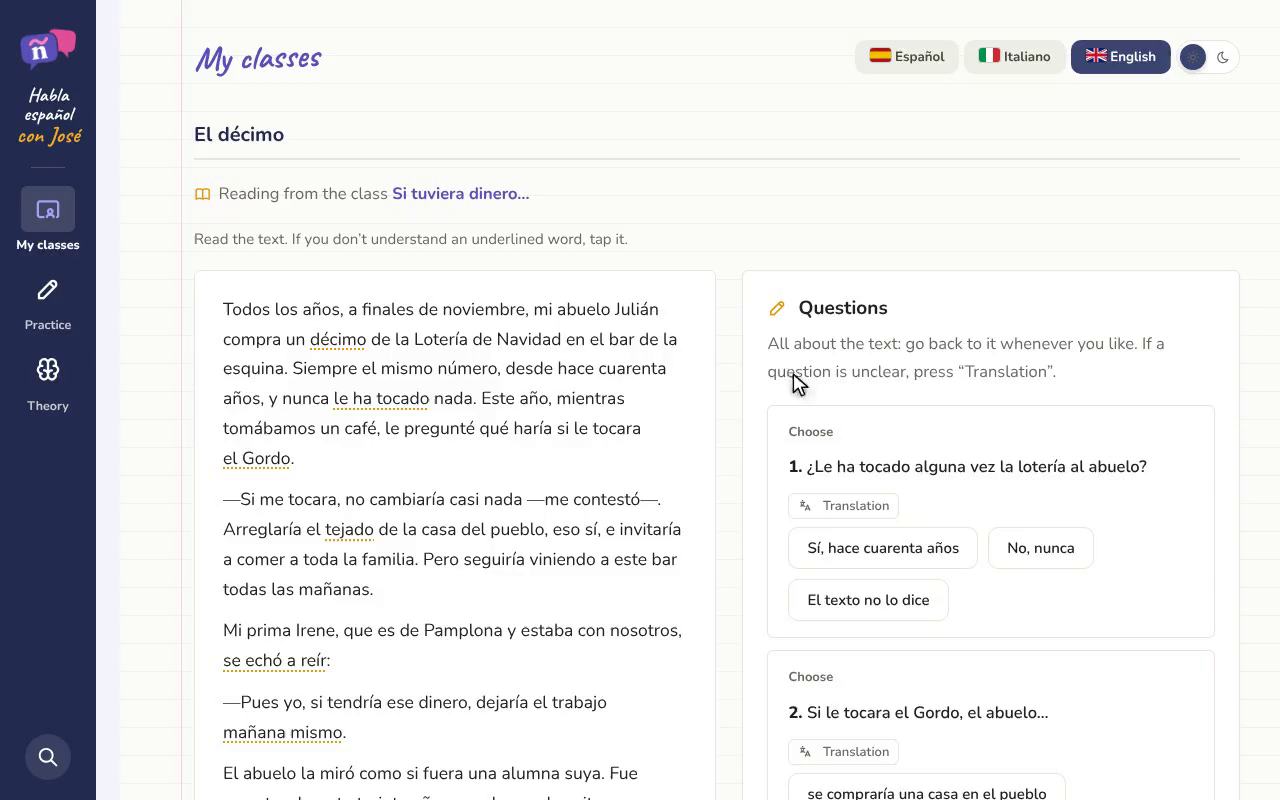 ñ
Habla
español
con José
My classes
Practice
Theory
My classes
Español
Italiano
English
El décimo
Reading from the class Si tuviera dinero...
Read the text. If you don’t understand an underlined word, tap it.
Todos los años, a finales de noviembre, mi abuelo Julián
compra un décimo de la Lotería de Navidad en el bar de la
esquina. Siempre el mismo número, desde hace cuarenta
años, y nunca le ha tocado nada. Este año, mientras
tomábamos un café, le pregunté qué haría si le tocara
el Gordo.
—Si me tocara, no cambiaría casi nada —me contestó—.
Arreglaría el tejado de la casa del pueblo, eso sí, e invitaría
a comer a toda la familia. Pero seguiría viniendo a este bar
todas las mañanas.
Mi prima Irene, que es de Pamplona y estaba con nosotros,
se echó a reír:
—Pues yo, si tendría ese dinero, dejaría el trabajo
mañana mismo.
El abuelo la miró como si fuera una alumna suya. Fue
Questions
All about the text: go back to it whenever you like. If a
question is unclear, press “Translation”.
Choose
1. ¿Le ha tocado alguna vez la lotería al abuelo?
Translation
Sí, hace cuarenta años
No, nunca
El texto no lo dice
Choose
2. Si le tocara el Gordo, el abuelo...
Translation
se compraría una casa en el pueblo